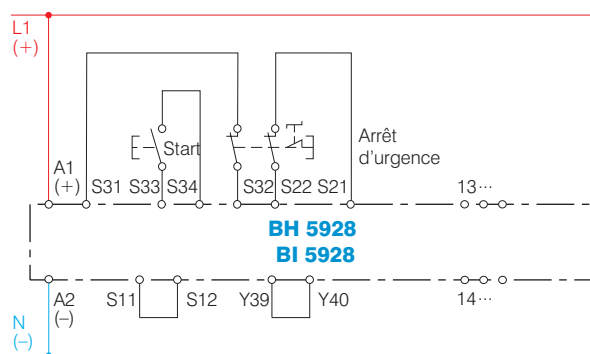 L1
(+)
Start
Arrêt
d'urgence
A1
(+)
S31 S33 S34 S32 S22 S21 13···
BH 5928
BI 5928
A2
(–)
S11 S12 Y39 Y40 14···
N
(–)